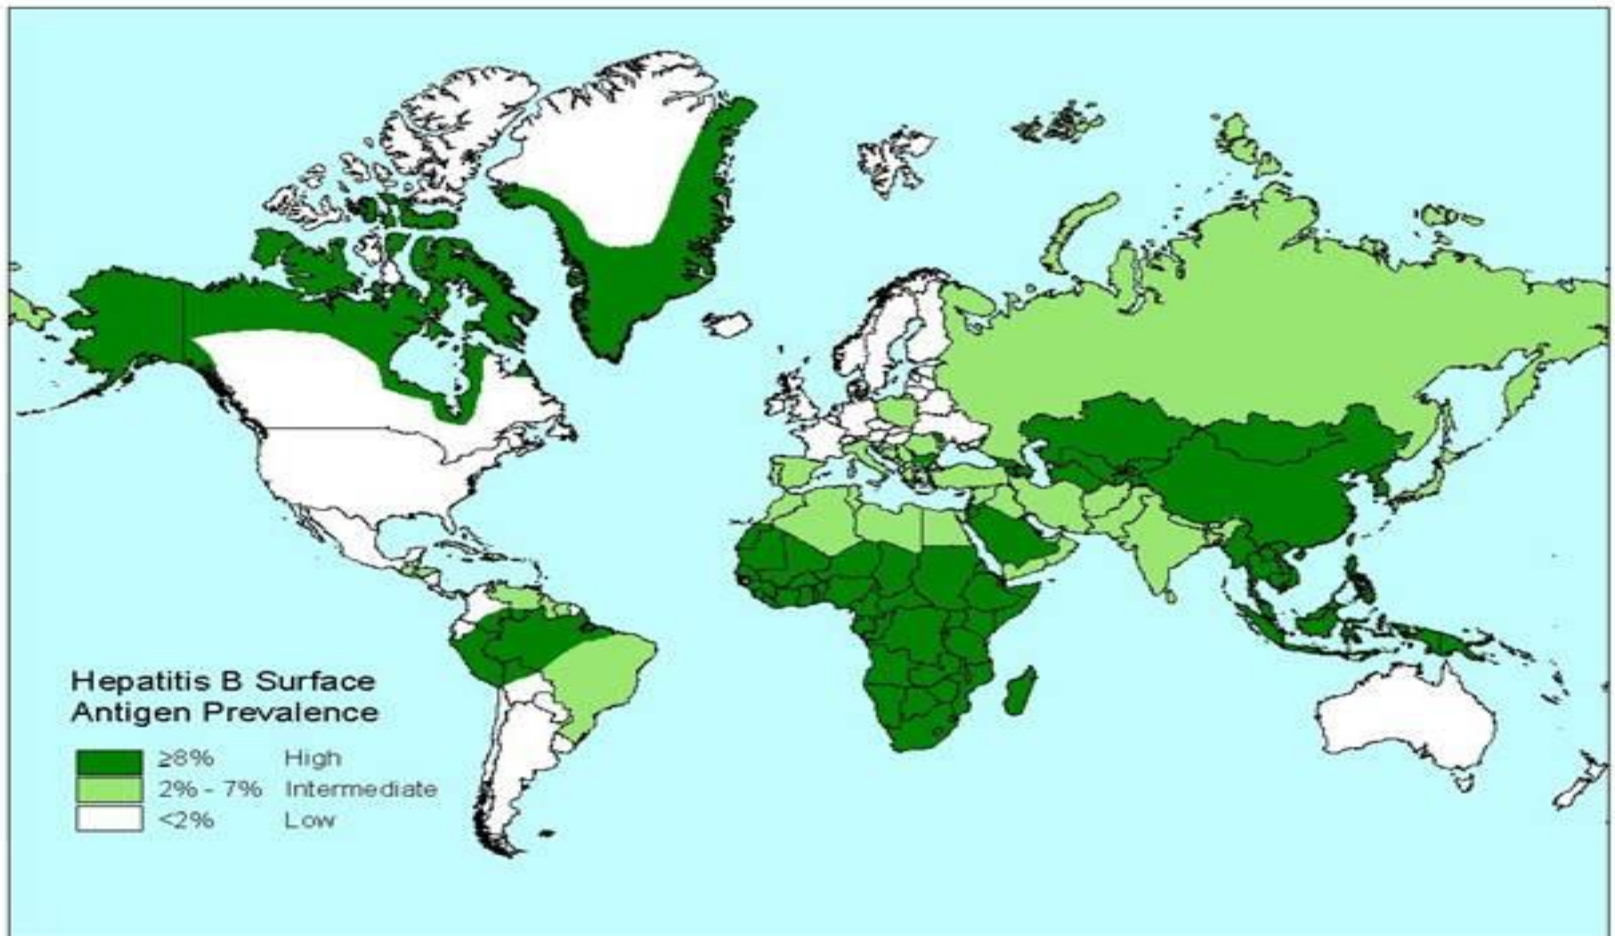 Hepatitis B Surface
Antigen Prevalence
≥8% High
2% - 7% Intermediate
<2% Low